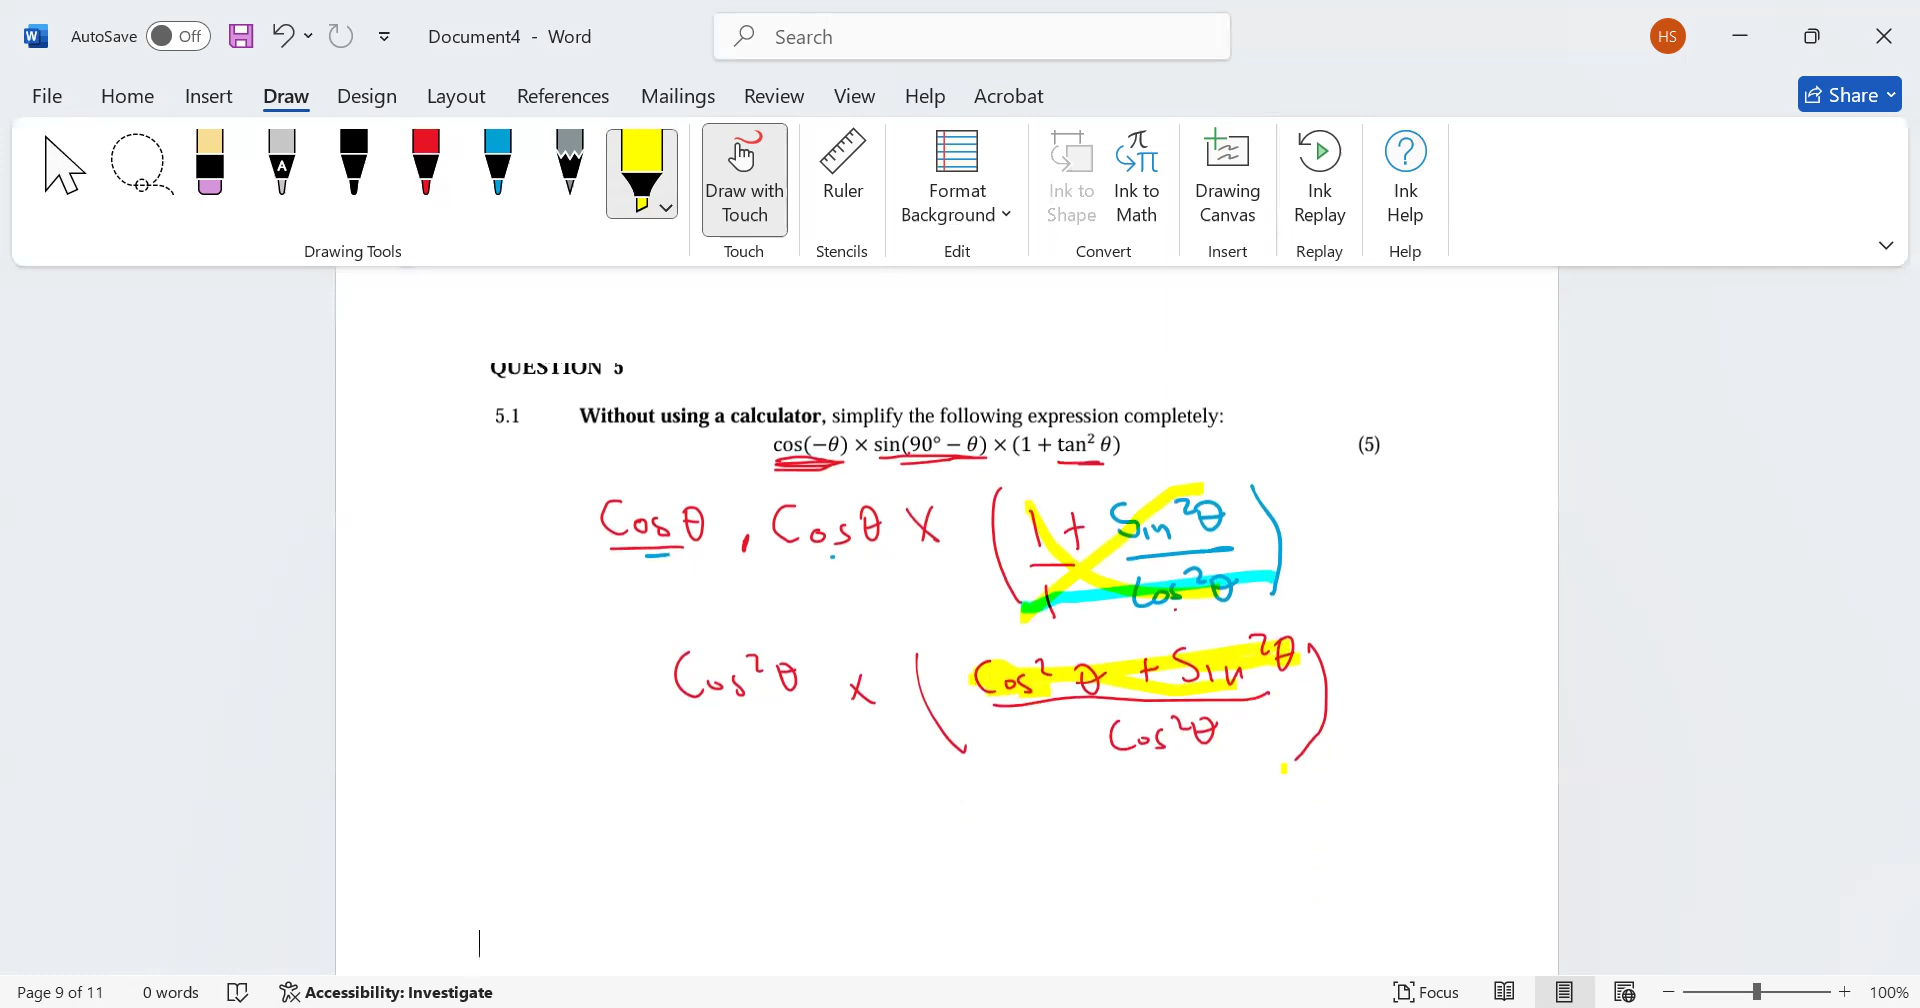 AutoSave Off Document4 - Word Search HS
File Home Insert Draw Design Layout References Mailings Review View Help Acrobat Share
A
Draw with Touch
Ruler
Format Background
Ink to Shape
Ink to Math
Drawing Canvas
Ink Replay
Ink Help
Drawing Tools Touch Stencils Edit Convert Insert Replay Help
QUESTION 5
5.1 Without using a calculator, simplify the following expression completely:
cos(−θ) × sin(90° − θ) × (1 + tan² θ) (5)
Cosθ . Cosθ × (1/1 + Sin²θ/Cos²θ)
Cos²θ × (Cos²θ + Sin²θ / Cos²θ)
Page 9 of 11 0 words Accessibility: Investigate Focus 100%